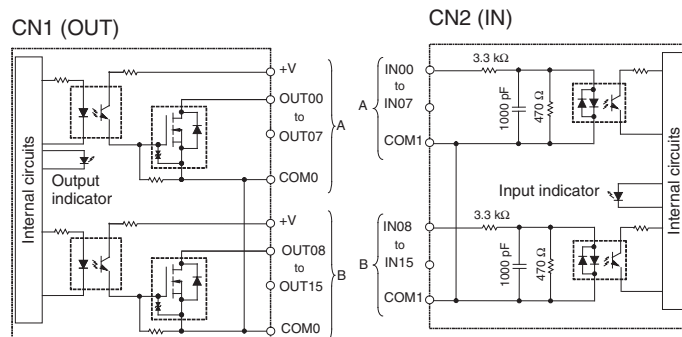 CN1 (OUT)
Internal circuits
Output
indicator
+V
OUT00
to
OUT07
COM0
A
+V
OUT08
to
OUT15
COM0
B
CN2 (IN)
A
IN00
to
IN07
COM1
3.3 kΩ
1000 pF
470 Ω
Input indicator
B
IN08
to
IN15
COM1
3.3 kΩ
1000 pF
470 Ω
Internal circuits